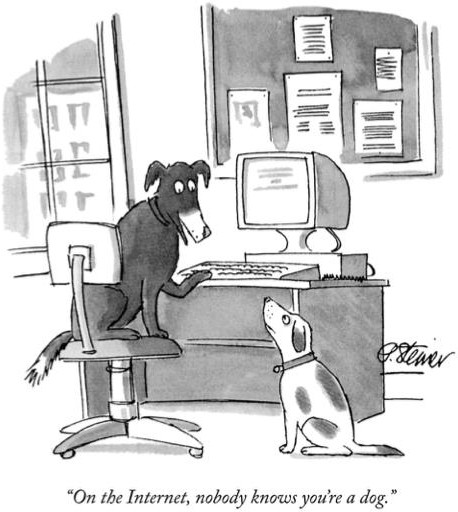 P. Steiner
“On the Internet, nobody knows you’re a dog.”